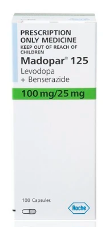 PRESCRIPTION
ONLY MEDICINE
KEEP OUT OF REACH OF
CHILDREN
Madopar® 125
Levodopa
+ Benserazide
100 mg/25 mg
100 Capsules
Roche